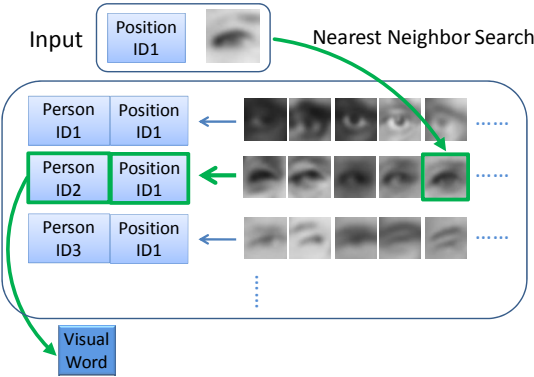 Input
Position
ID1
Nearest Neighbor Search
Person
ID1
Position
ID1
......
Person
ID2
Position
ID1
......
Person
ID3
Position
ID1
......
......
Visual
Word